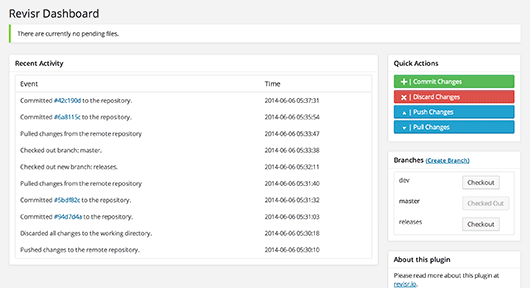 Revisr Dashboard
There are currently no pending files.
Recent Activity
Event Time
Committed #42c190d to the repository. 2014-06-06 05:37:31
Committed #6a8115c to the repository. 2014-06-06 05:35:54
Pulled changes from the remote repository 2014-06-06 05:33:47
Checked out branch: master. 2014-06-06 05:33:38
Checked out new branch: releases. 2014-06-06 05:32:11
Pulled changes from the remote repository 2014-06-06 05:31:40
Committed #5bdf82c to the repository. 2014-06-06 05:31:32
Committed #94d7d4a to the repository. 2014-06-06 05:31:03
Discarded all changes to the working directory. 2014-06-06 05:30:18
Pushed changes to the remote repository. 2014-06-06 05:30:10
Quick Actions
| Commit Changes
| Discard Changes
| Push Changes
| Pull Changes
Branches (Create Branch)
dev Checkout
master Checked Out
releases Checkout
About this plugin
Please read more about this plugin at
revisr.io.